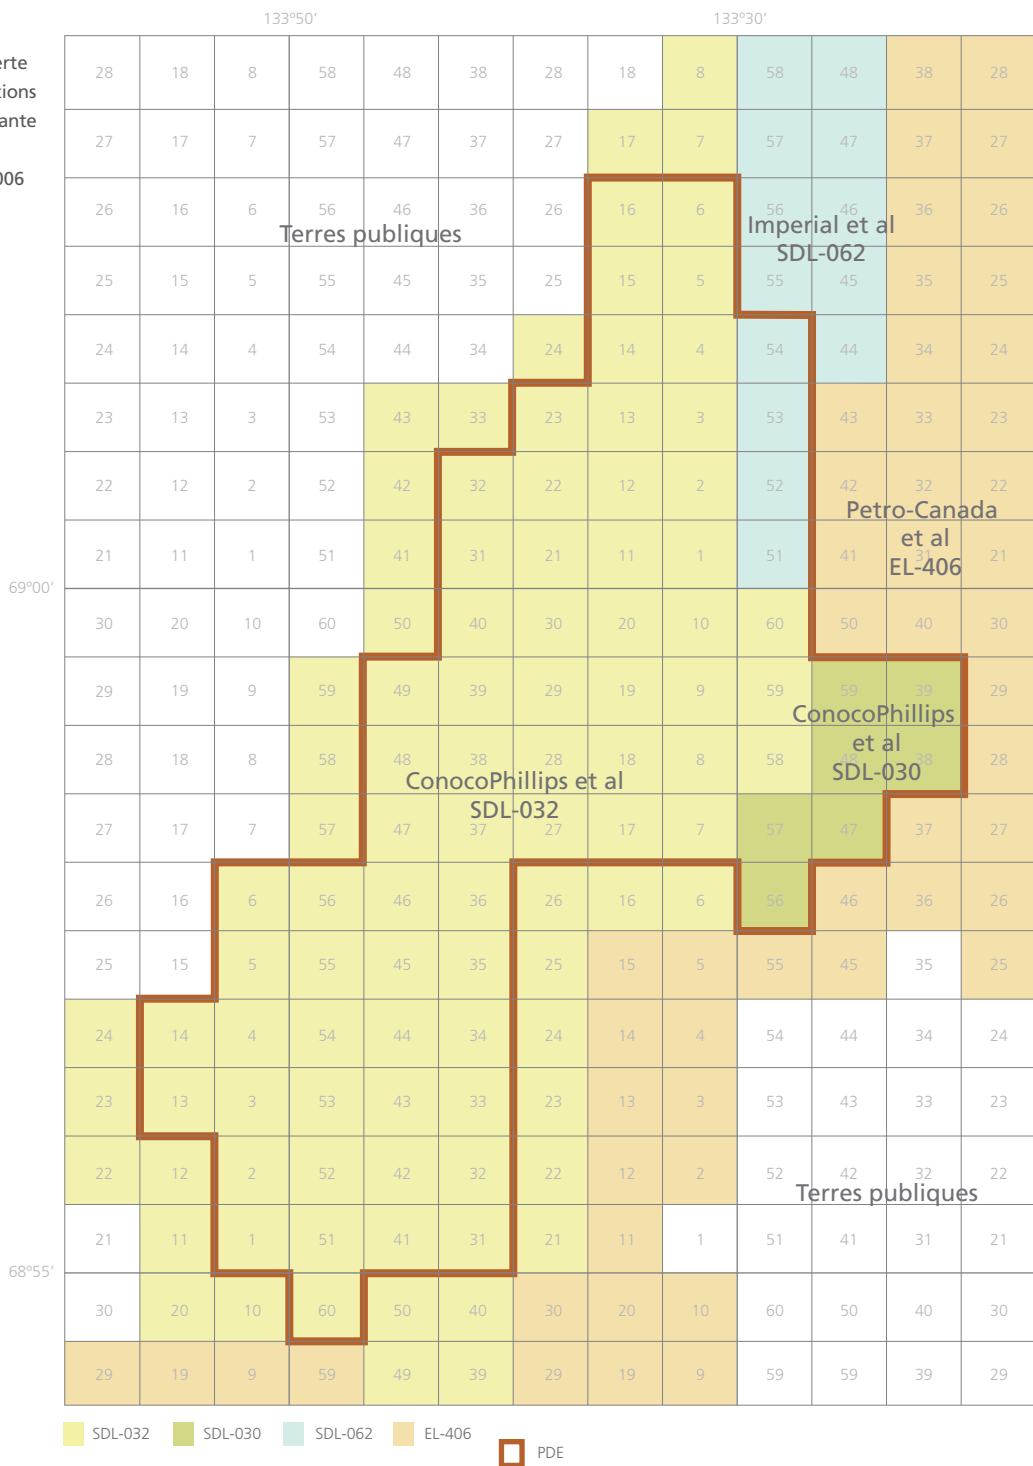 133º50’ 133º30’
erte
tions
ante
006
28 18 8 58 48 38 28 18 8 58 48 38 28
27 17 7 57 47 37 27 17 7 57 47 37 27
26 16 6 56 46 36 26 16 6 56 46 36 26
Terres publiques
Imperial et al
SDL-062
25 15 5 55 45 35 25 15 5 55 45 35 25
24 14 4 54 44 34 24 14 4 54 44 34 24
23 13 3 53 43 33 23 13 3 53 43 33 23
22 12 2 52 42 32 22 12 2 52 42 32 22
Petro-Canada
et al
EL-406
21 11 1 51 41 31 21 11 1 51 41 31 21
69º00’
30 20 10 60 50 40 30 20 10 60 50 40 30
29 19 9 59 49 39 29 19 9 59 59 39 29
ConocoPhillips
et al
SDL-030
28 18 8 58 48 38 28 18 8 58 48 38 28
ConocoPhillips et al
SDL-032
27 17 7 57 47 37 27 17 7 57 47 37 27
26 16 6 56 46 36 26 16 6 56 46 36 26
25 15 5 55 45 35 25 15 5 55 45 35 25
24 14 4 54 44 34 24 14 4 54 44 34 24
23 13 3 53 43 33 23 13 3 53 43 33 23
22 12 2 52 42 32 22 12 2 52 42 32 22
Terres publiques
21 11 1 51 41 31 21 11 1 51 41 31 21
68º55’
30 20 10 60 50 40 30 20 10 60 50 40 30
29 19 9 59 49 39 29 19 9 59 59 39 29
SDL-032 SDL-030 SDL-062 EL-406
PDE